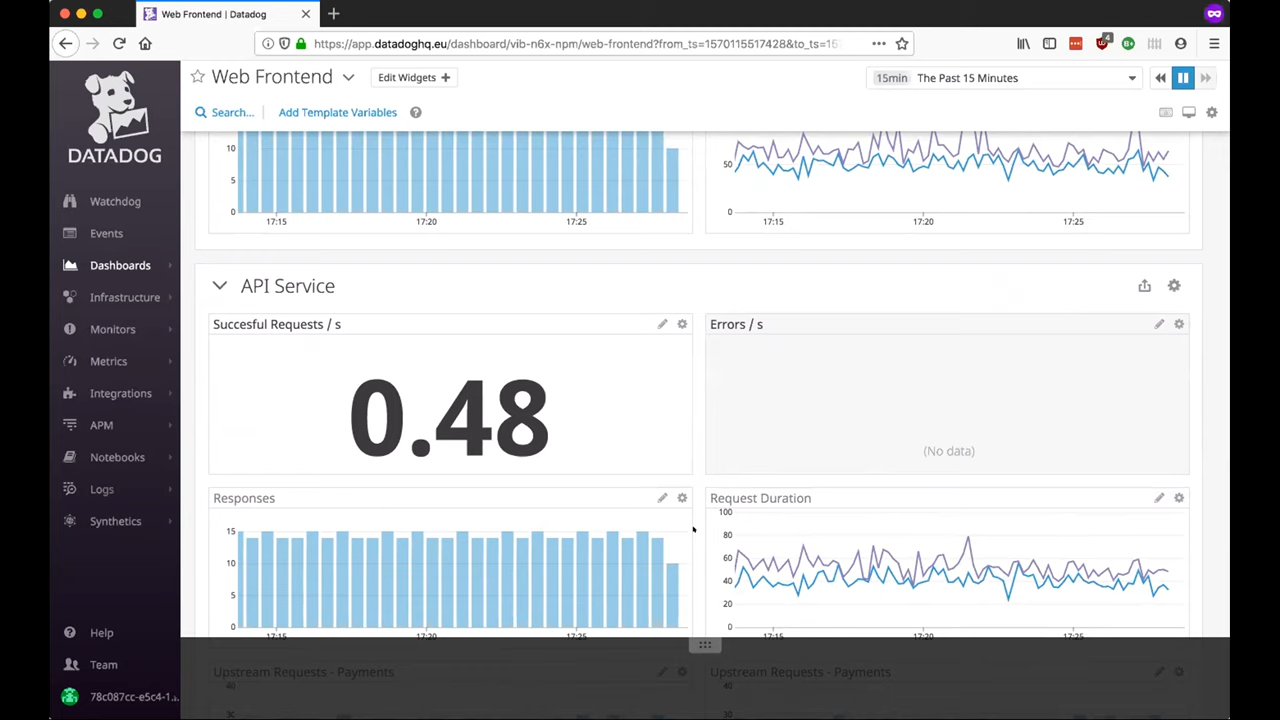 Web Frontend | Datadog
https://app.datadoghq.eu/dashboard/vib-n6x-npm/web-frontend?from_ts=1570115517428&to_ts=15
4
DATADOG
Watchdog
Events
Dashboards
Infrastructure
Monitors
Metrics
Integrations
APM
Notebooks
Logs
Synthetics
Help
Team
78c087cc-e5c4-1...
Web Frontend
Edit Widgets +
15min The Past 15 Minutes
Search...
Add Template Variables
10
5
0
17:15 17:20 17:25
50
0
17:15 17:20 17:25
API Service
Succesful Requests / s
0.48
Errors / s
(No data)
Responses
15
10
5
0
17:15 17:20 17:25
Request Duration
100
80
60
40
20
0
17:15 17:20 17:25
Upstream Requests - Payments
40
30
Upstream Requests - Payments
40
30